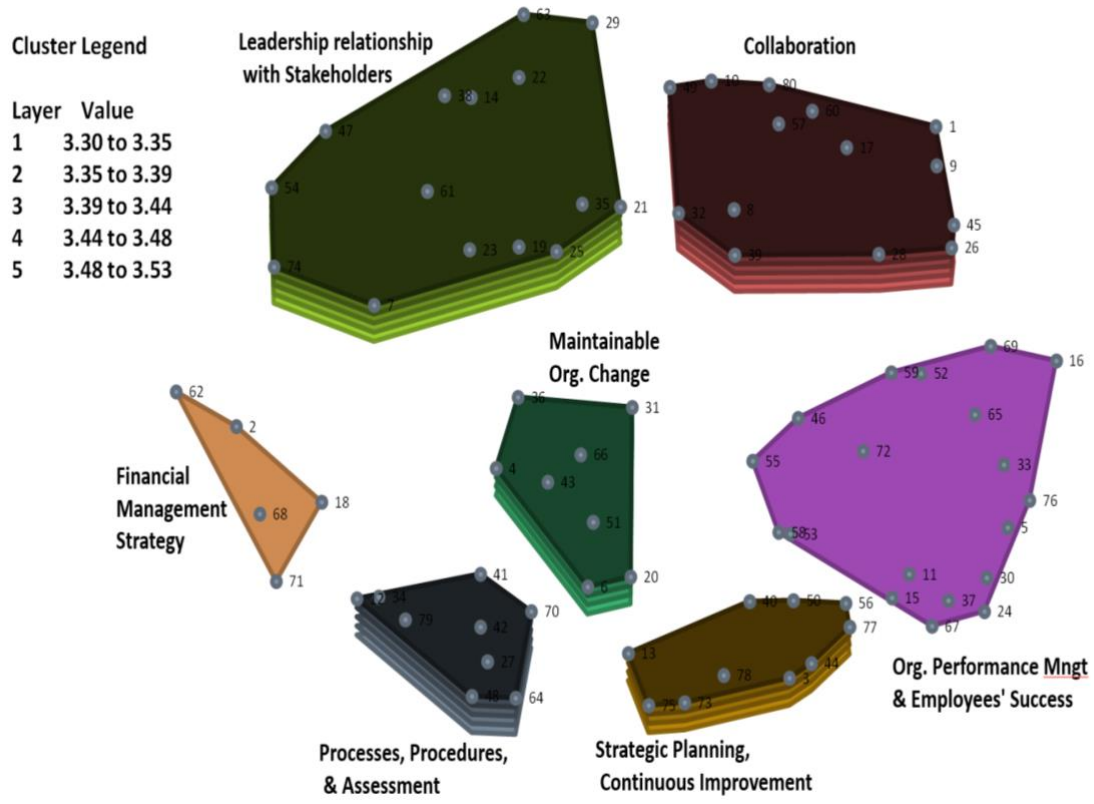 Cluster Legend
Layer Value
1 3.30 to 3.35
2 3.35 to 3.39
3 3.39 to 3.44
4 3.44 to 3.48
5 3.48 to 3.53
Leadership relationship
with Stakeholders
63
29
22
38 14
47
54
61
35 21
23 19 25
74
7
Collaboration
49 10 80
60
57
1
17
9
32 8
45
39 28 26
Maintainable
Org. Change
36 31
66
4 43
51
6 20
62
2
18
68
71
Financial
Management
Strategy
69
16
59 52
65
46
72
55
33
76
5
58 53
11 30
15 37 24
67
Org. Performance Mngt
& Employees' Success
41
34
70
79
42
27
48 64
Processes, Procedures,
& Assessment
40 50 56
77
13
44
78 3
75 73
Strategic Planning,
Continuous Improvement